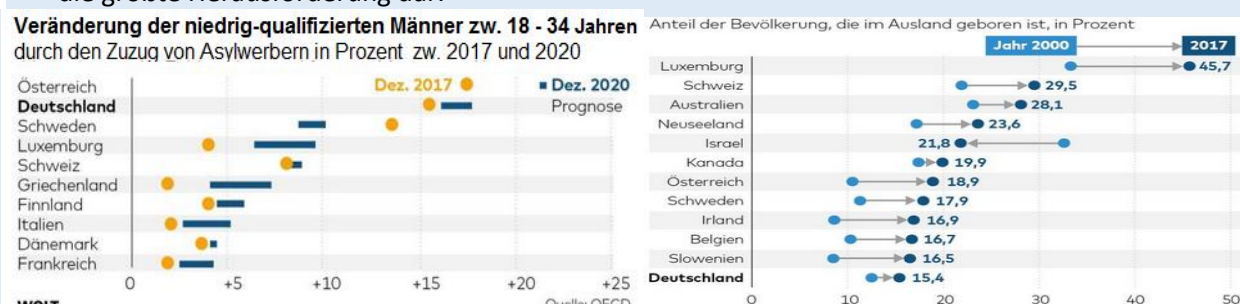 die größte Herausforderung dar.
Veränderung der niedrig-qualifizierten Männer zw. 18 - 34 Jahren
durch den Zuzug von Asylwerbern in Prozent zw. 2017 und 2020
Dez. 2017
Dez. 2020
Prognose
Österreich
Deutschland
Schweden
Luxemburg
Schweiz
Griechenland
Finnland
Italien
Dänemark
Frankreich
0 +5 +10 +15 +20 +25
WELT
Quelle: OECD
Anteil der Bevölkerung, die im Ausland geboren ist, in Prozent
Jahr 2000 2017
Luxemburg 45,7
Schweiz 29,5
Australien 28,1
Neuseeland 23,6
Israel 21,8
Kanada 19,9
Österreich 18,9
Schweden 17,9
Irland 16,9
Belgien 16,7
Slowenien 16,5
Deutschland 15,4
0 10 20 30 40 50